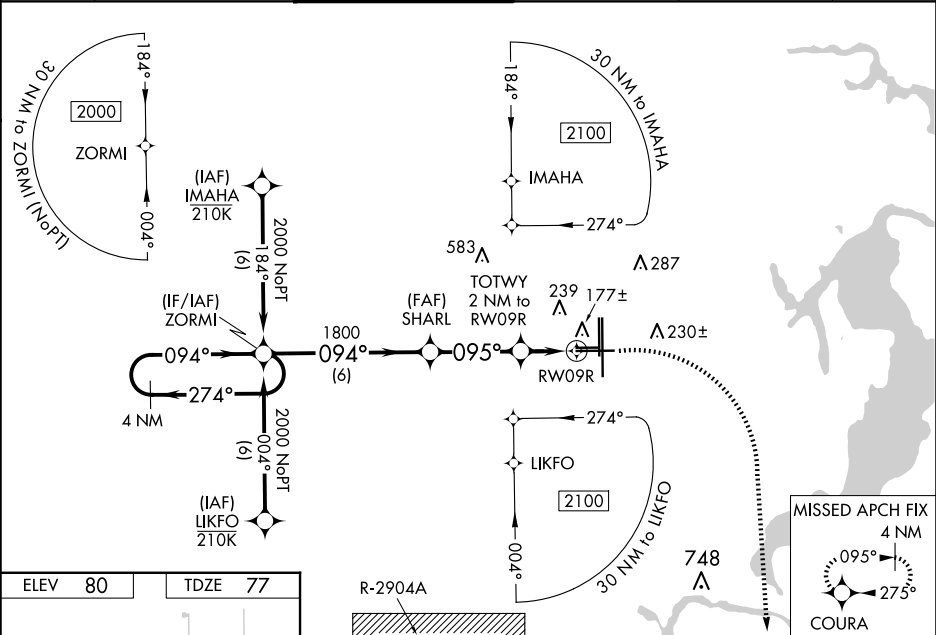 30 NM to ZORMI (NoPT)
184°
2000
ZORMI
004°
184°
30 NM to IMAHA
2100
IMAHA
274°
(IAF)
IMAHA
210K
2000 NoPT
184°
(6)
583
287
TOTWY
2 NM to
RW09R
239
177±
230±
(IF/IAF)
ZORMI
(FAF)
SHARL
1800
094°
094°
(6)
095°
RW09R
274°
4 NM
2000 NoPT
004°
(6)
(IAF)
LIKFO
210K
274°
LIKFO
2100
004°
30 NM to LIKFO
748
MISSED APCH FIX
4 NM
095°
275°
COURA
ELEV 80
TDZE 77
R-2904A